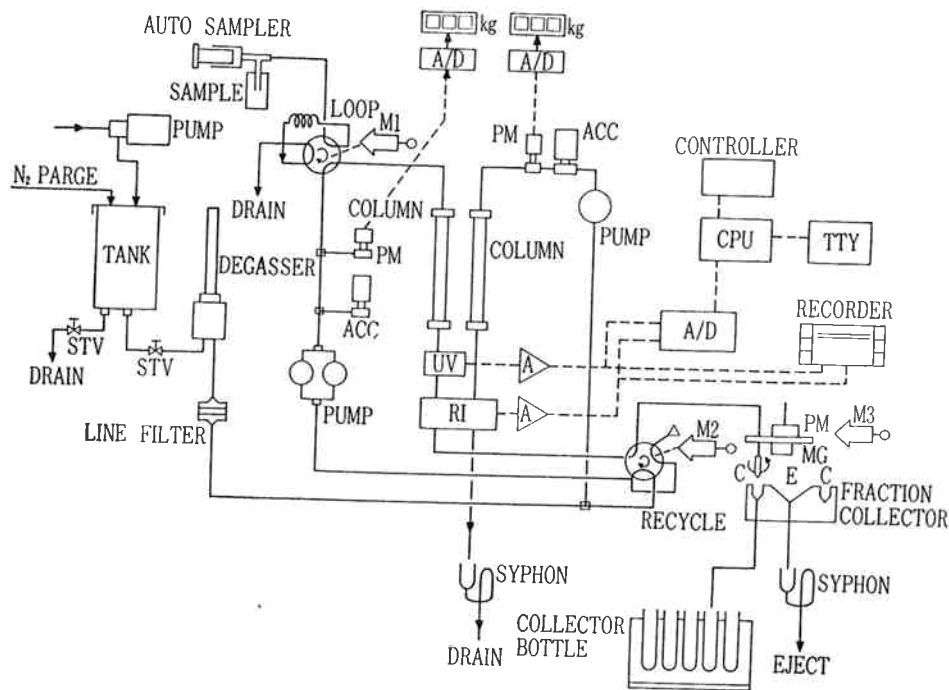 kg
kg
AUTO SAMPLER
A/D
A/D
SAMPLE
LOOP
M1
PM
ACC
PUMP
CONTROLLER
N₂ PARGE
DRAIN
COLUMN
PUMP
CPU
TTY
TANK
DEGASSER
PM
COLUMN
RECORDER
ACC
A/D
STV
STV
UV
A
DRAIN
PUMP
RI
A
LINE FILTER
M2
PM
M3
MG
C
E
C
FRACTION
COLLECTOR
RECYCLE
SYPHON
SYPHON
COLLECTOR
BOTTLE
DRAIN
EJECT